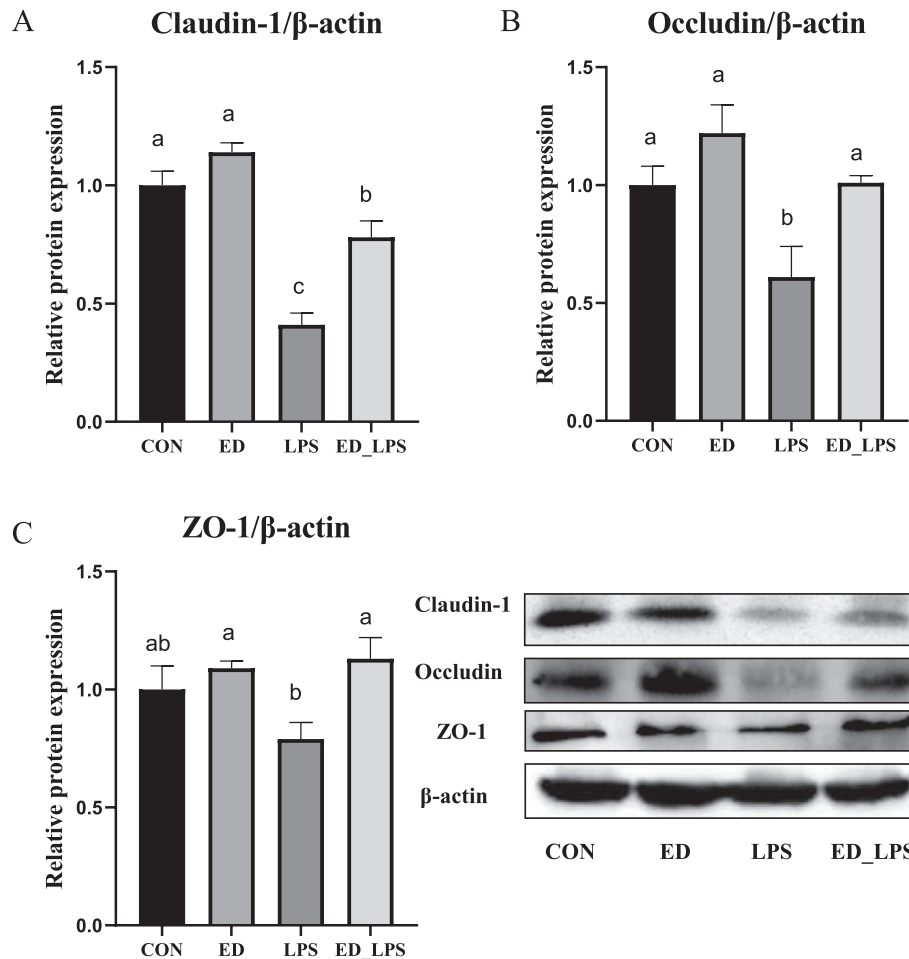 A
Claudin-1/β-actin
Relative protein expression
1.5
1.0
0.5
0.0
a
a
c
b
CON ED LPS ED_LPS
B
Occludin/β-actin
Relative protein expression
1.5
1.0
0.5
0.0
a
a
b
a
CON ED LPS ED_LPS
C
ZO-1/β-actin
Relative protein expression
1.5
1.0
0.5
0.0
ab
a
b
a
CON ED LPS ED_LPS
Claudin-1
Occludin
ZO-1
β-actin
CON ED LPS ED_LPS